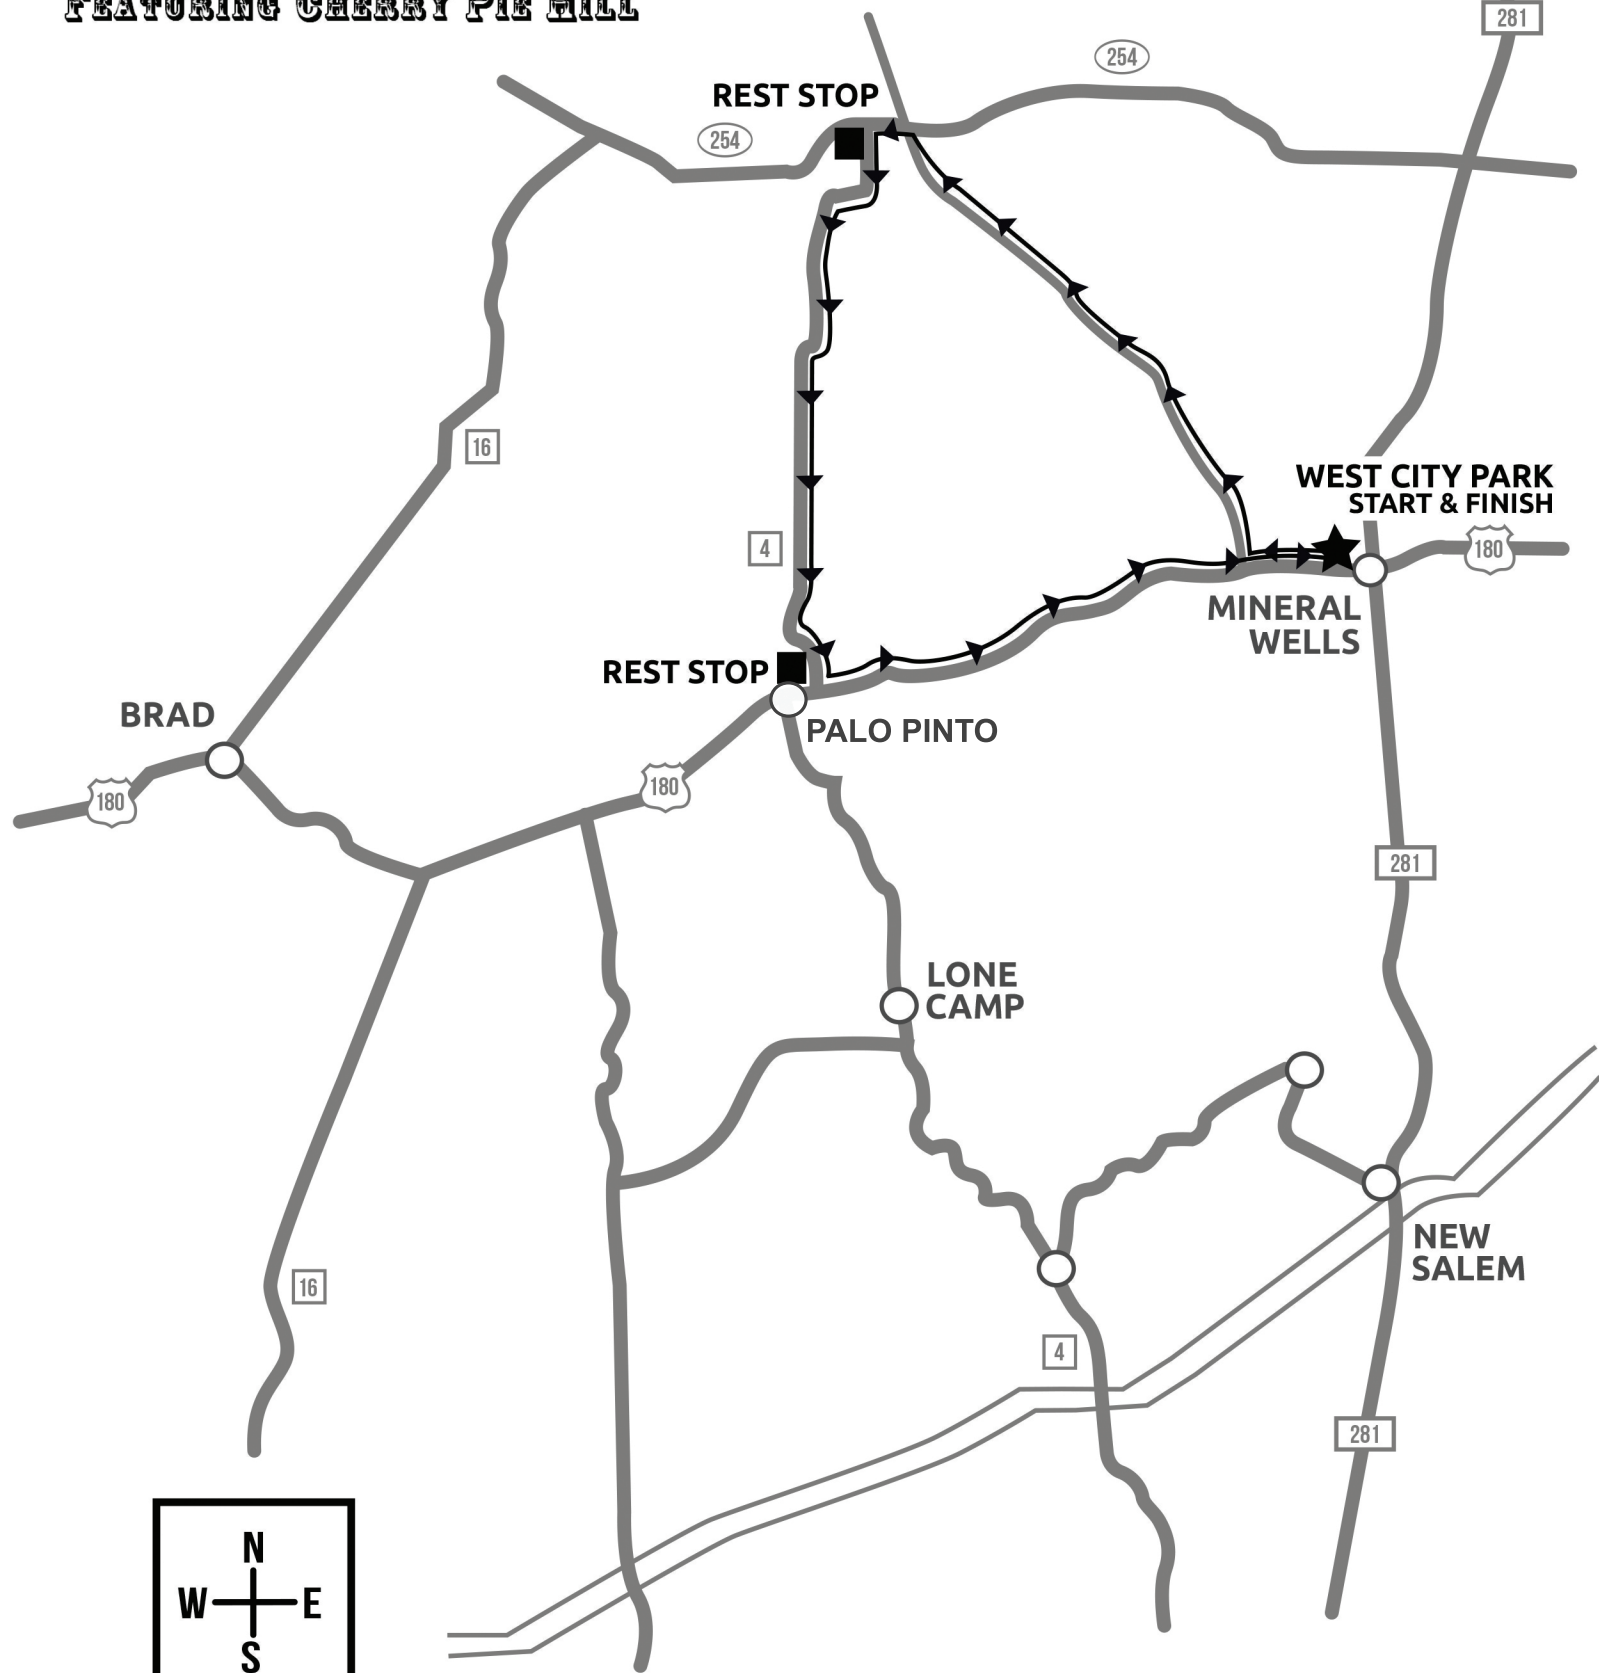 FEATURING CHERRY PIE HILL
281
254
REST STOP
254
16
WEST CITY PARK
START & FINISH
180
4
MINERAL
WELLS
REST STOP
BRAD
PALO PINTO
180
180
281
LONE
CAMP
NEW
SALEM
16
4
281
N
W E
S